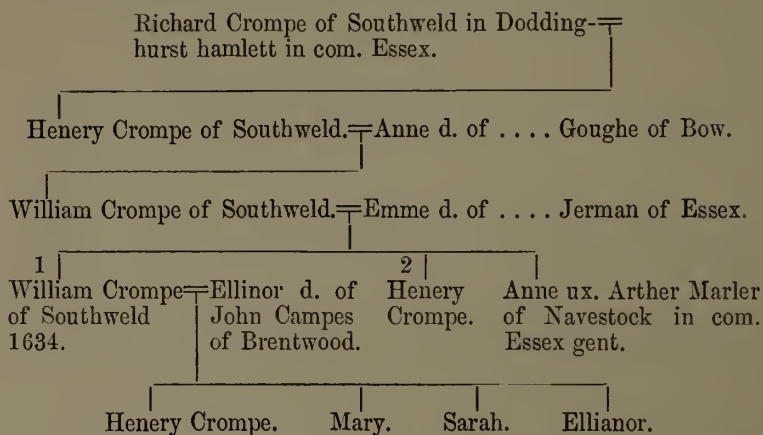 Richard Crompe of Southweld in Dodding-
hurst hamlett in com. Essex.
Henery Crompe of Southweld.=Anne d. of .... Goughe of Bow.
William Crompe of Southweld.=Emme d. of .... Jerman of Essex.
1
William Crompe
of Southweld
1634.
=Ellinor d. of
John Campes
of Brentwood.
2
Henery
Crompe.
Anne ux. Arther Marler
of Navestock in com.
Essex gent.
Henery Crompe. Mary. Sarah. Ellianor.